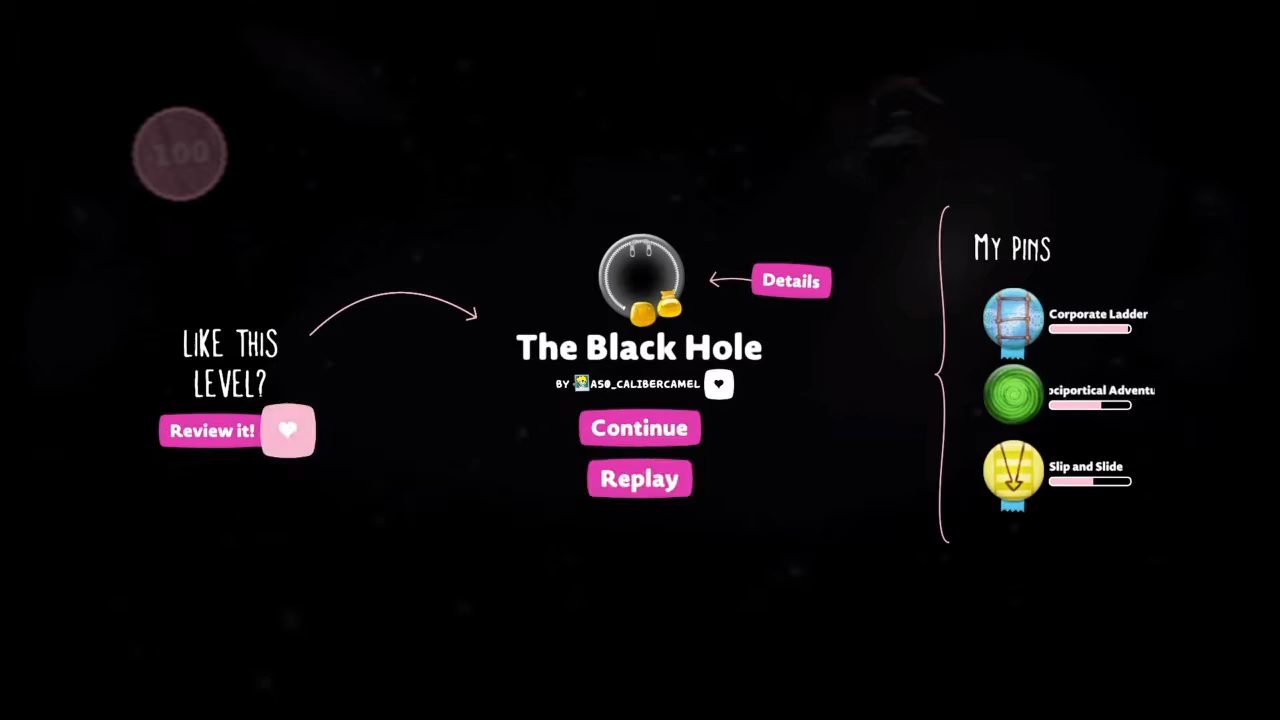 100
LIKE THIS
LEVEL?
Review it!
Details
The Black Hole
BY A50_CALIBERCAMEL
Continue
Replay
MY PINS
Corporate Ladder
ociportical Adventu
Slip and Slide